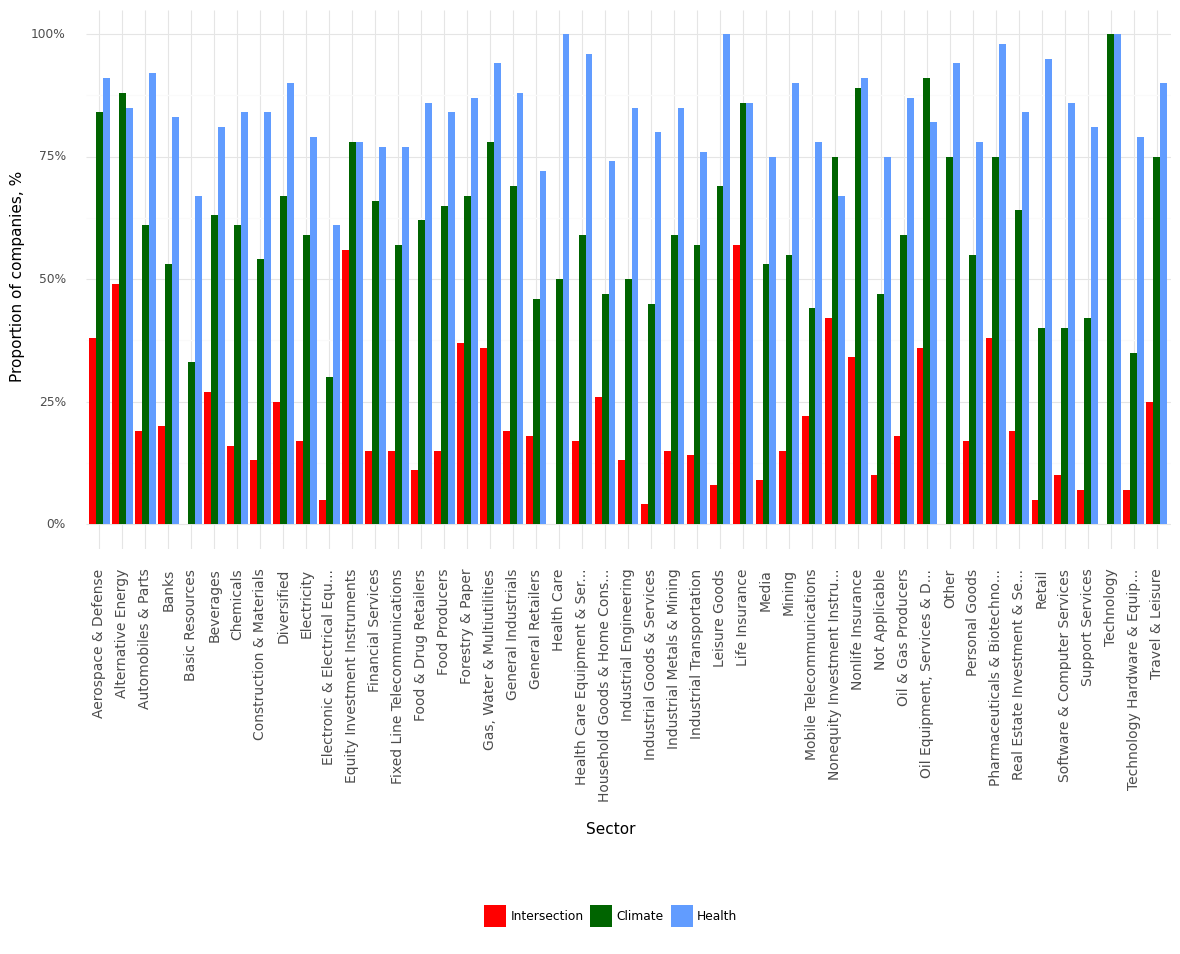 Proportion of companies, %
100%
75%
50%
25%
0%
Aerospace & Defense
Alternative Energy
Automobiles & Parts
Banks
Basic Resources
Beverages
Chemicals
Construction & Materials
Diversified
Electricity
Electronic & Electrical Equ...
Equity Investment Instruments
Financial Services
Fixed Line Telecommunications
Food & Drug Retailers
Food Producers
Forestry & Paper
Gas, Water & Multiutilities
General Industrials
General Retailers
Health Care
Health Care Equipment & Ser...
Household Goods & Home Cons...
Industrial Engineering
Industrial Goods & Services
Industrial Metals & Mining
Industrial Transportation
Leisure Goods
Life Insurance
Media
Mining
Mobile Telecommunications
Nonequity Investment Instru...
Nonlife Insurance
Not Applicable
Oil & Gas Producers
Oil Equipment, Services & D...
Other
Personal Goods
Pharmaceuticals & Biotechno...
Real Estate Investment & Se...
Retail
Software & Computer Services
Support Services
Technology
Technology Hardware & Equip...
Travel & Leisure
Sector
Intersection
Climate
Health